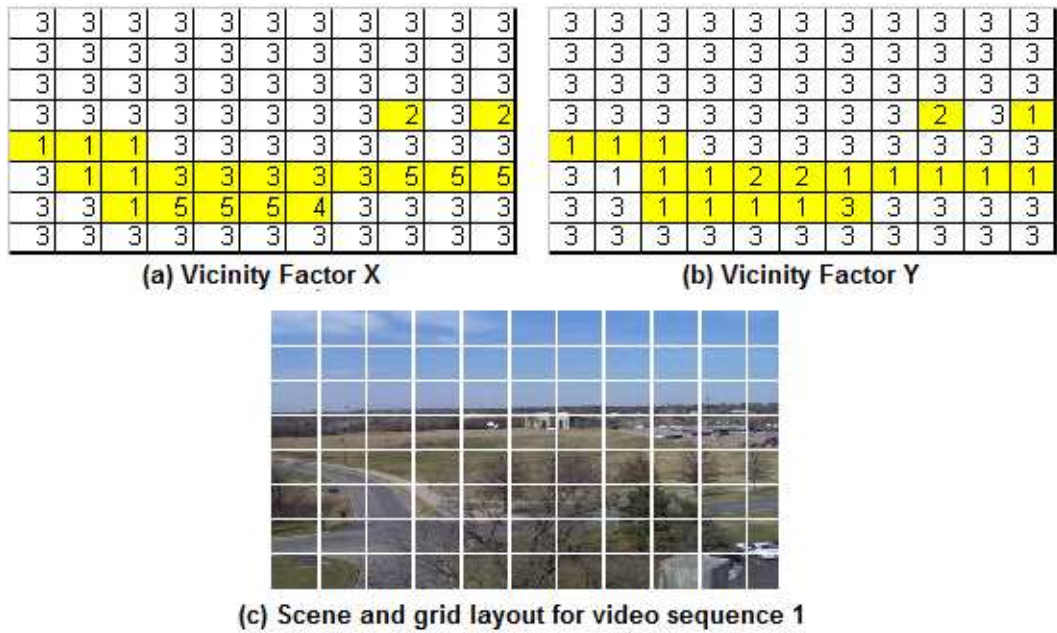 3 3 3 3 3 3 3 3 3 3 3
3 3 3 3 3 3 3 3 3 3 3
3 3 3 3 3 3 3 3 3 3 3
3 3 3 3 3 3 3 3 2 3 2
1 1 1 3 3 3 3 3 3 3 3
3 1 1 3 3 3 3 3 5 5 5
3 3 1 5 5 5 4 3 3 3 3
3 3 3 3 3 3 3 3 3 3 3
(a) Vicinity Factor X
3 3 3 3 3 3 3 3 3 3 3
3 3 3 3 3 3 3 3 3 3 3
3 3 3 3 3 3 3 3 3 3 3
3 3 3 3 3 3 3 3 2 3 1
1 1 1 3 3 3 3 3 3 3 3
3 1 1 1 2 2 1 1 1 1 1
3 3 1 1 1 1 3 3 3 3 3
3 3 3 3 3 3 3 3 3 3 3
(b) Vicinity Factor Y
(c) Scene and grid layout for video sequence 1